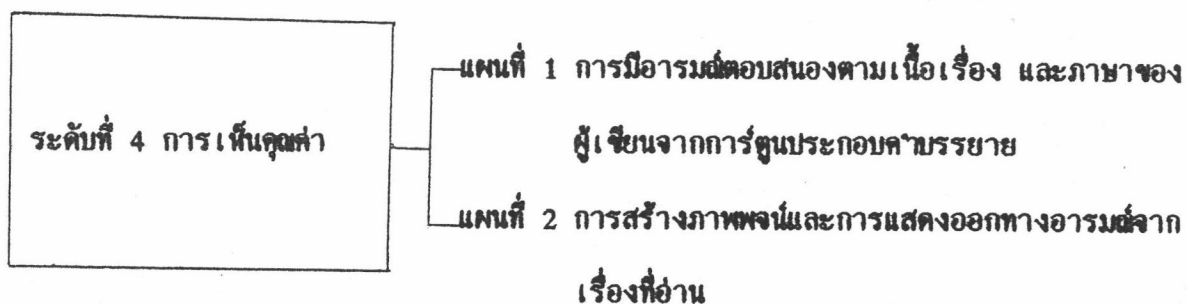 แผนที่ 1 การมีอารมณ์ตอบสนองตามเนื้อเรื่อง และภาษาของ
ระดับที่ 4 การเห็นคุณค่า
ผู้เขียนจากการ์ตูนประกอบคำบรรยาย
แผนที่ 2 การสร้างภาพพจน์และการแสดงออกทางอารมณ์จาก
เรื่องที่อ่าน